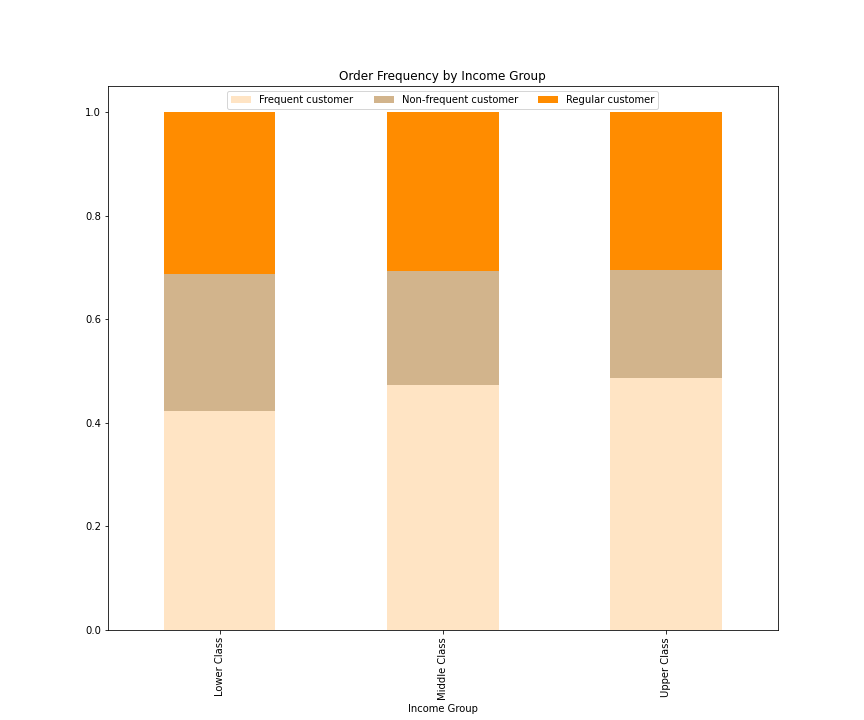 Order Frequency by Income Group
Frequent customer Non-frequent customer Regular customer
1.0
0.8
0.6
0.4
0.2
0.0
Lower Class
Middle Class
Upper Class
Income Group